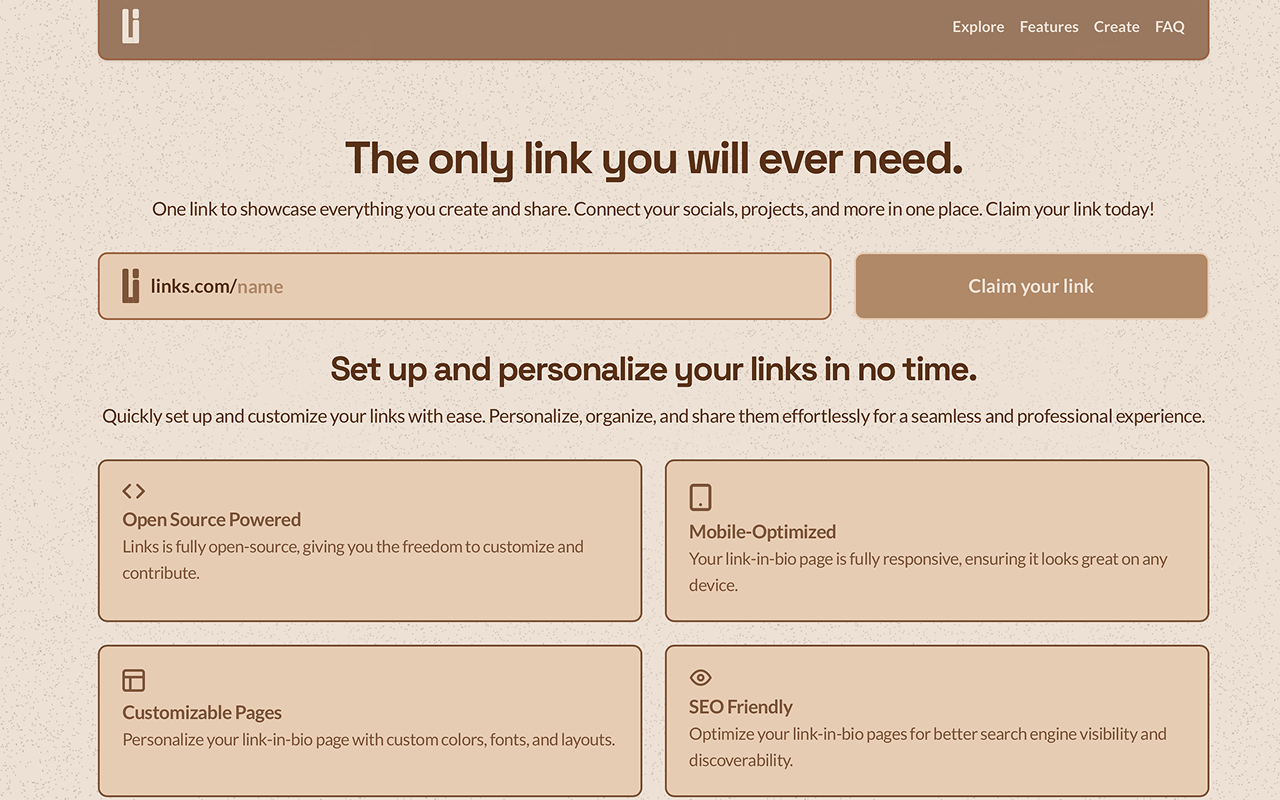 li
Explore Features Create FAQ
The only link you will ever need.
One link to showcase everything you create and share. Connect your socials, projects, and more in one place. Claim your link today!
li links.com/name
Claim your link
Set up and personalize your links in no time.
Quickly set up and customize your links with ease. Personalize, organize, and share them effortlessly for a seamless and professional experience.
Open Source Powered
Links is fully open-source, giving you the freedom to customize and
contribute.
Mobile-Optimized
Your link-in-bio page is fully responsive, ensuring it looks great on any
device.
Customizable Pages
Personalize your link-in-bio page with custom colors, fonts, and layouts.
SEO Friendly
Optimize your link-in-bio pages for better search engine visibility and
discoverability.